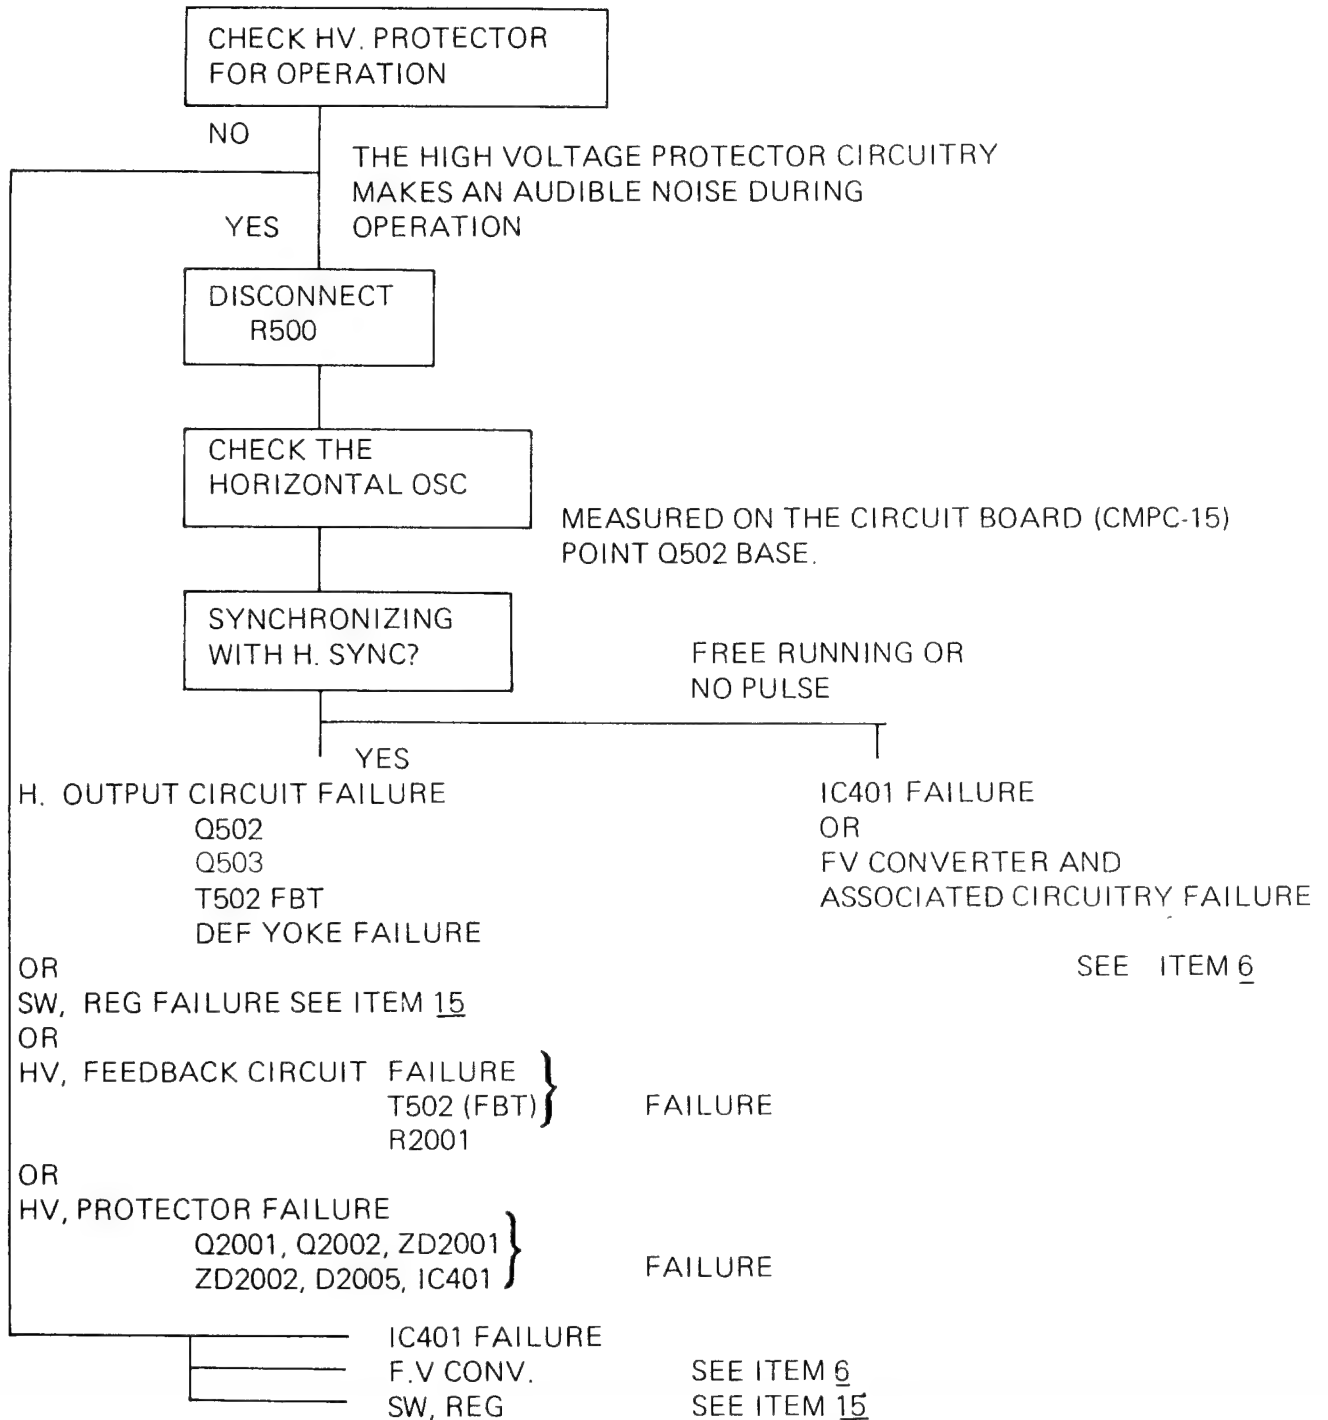 CHECK HV. PROTECTOR
FOR OPERATION
NO
THE HIGH VOLTAGE PROTECTOR CIRCUITRY
MAKES AN AUDIBLE NOISE DURING
OPERATION
YES
DISCONNECT
R500
CHECK THE
HORIZONTAL OSC
MEASURED ON THE CIRCUIT BOARD (CMPC-15)
POINT Q502 BASE.
SYNCHRONIZING
WITH H. SYNC?
FREE RUNNING OR
NO PULSE
YES
H. OUTPUT CIRCUIT FAILURE
Q502
Q503
T502 FBT
DEF YOKE FAILURE
IC401 FAILURE
OR
FV CONVERTER AND
ASSOCIATED CIRCUITRY FAILURE
SEE ITEM 6
OR
SW, REG FAILURE SEE ITEM 15
OR
HV, FEEDBACK CIRCUIT FAILURE
T502 (FBT)
FAILURE
R2001
OR
HV, PROTECTOR FAILURE
Q2001, Q2002, ZD2001
ZD2002, D2005, IC401
FAILURE
IC401 FAILURE
F.V CONV. SEE ITEM 6
SW, REG SEE ITEM 15